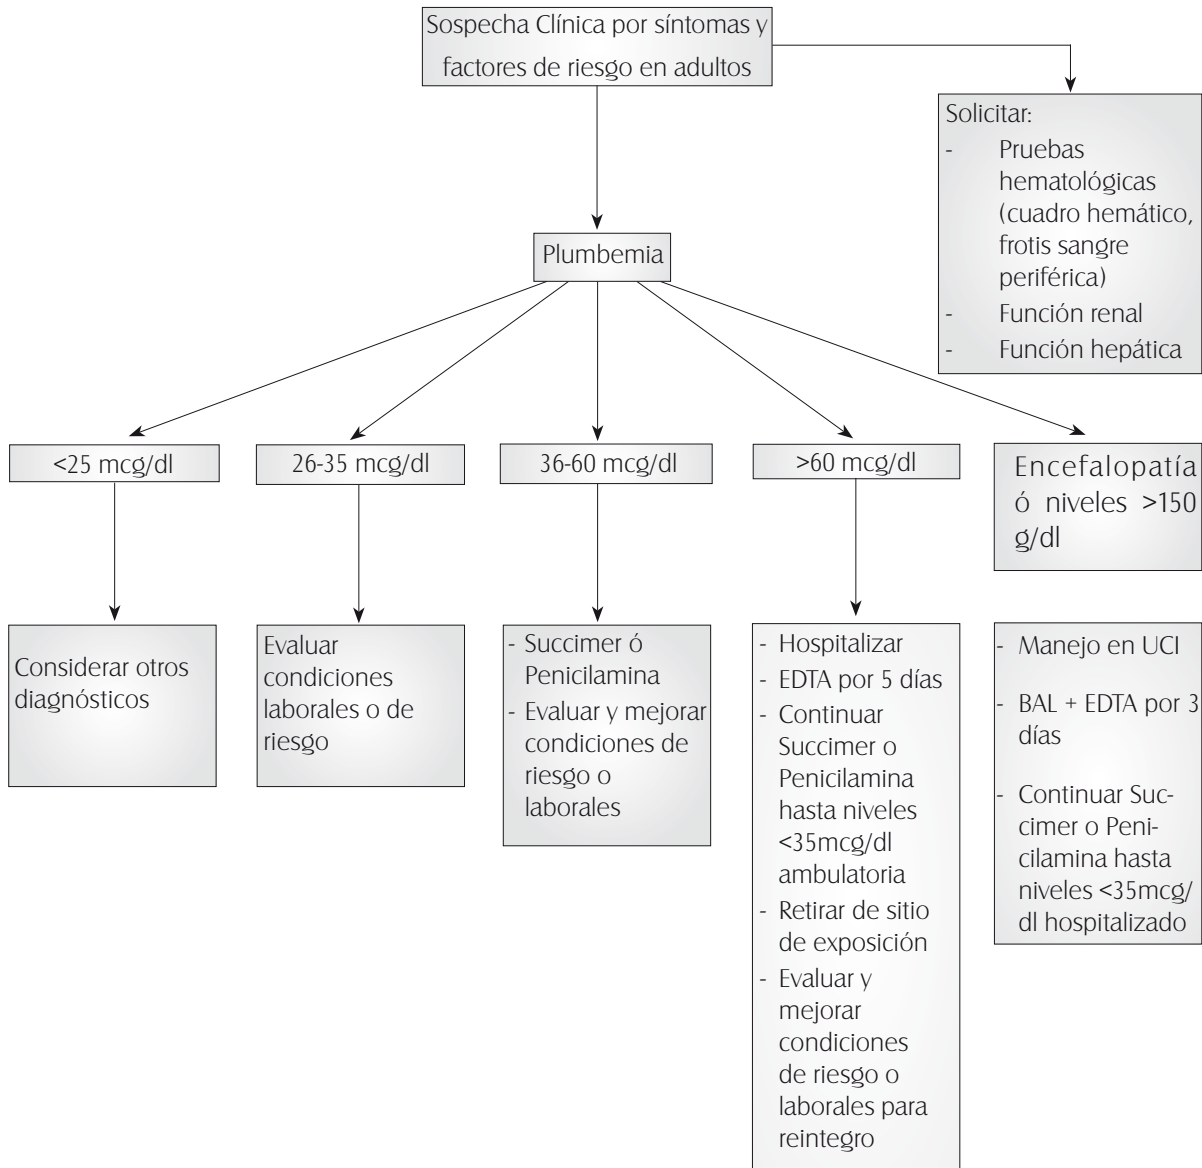 Sospecha Clínica por síntomas y
factores de riesgo en adultos
Solicitar:
- Pruebas
hematológicas
(cuadro hemático,
frotis sangre
periférica)
- Función renal
- Función hepática
Plumbemia
<25 mcg/dl
26-35 mcg/dl
36-60 mcg/dl
>60 mcg/dl
Encefalopatía
ó niveles >150
g/dl
Considerar otros
diagnósticos
Evaluar
condiciones
laborales o de
riesgo
- Succimer ó
Penicilamina
- Evaluar y mejorar
condiciones de
riesgo o
laborales
- Hospitalizar
- EDTA por 5 días
- Continuar
Succimer o
Penicilamina
hasta niveles
<35mcg/dl
ambulatoria
- Retirar de sitio
de exposición
- Evaluar y
mejorar
condiciones
de riesgo o
laborales para
reintegro
- Manejo en UCI
- BAL + EDTA por 3
días
- Continuar Suc-
cimer o Peni-
cilamina hasta
niveles <35mcg/
dl hospitalizado